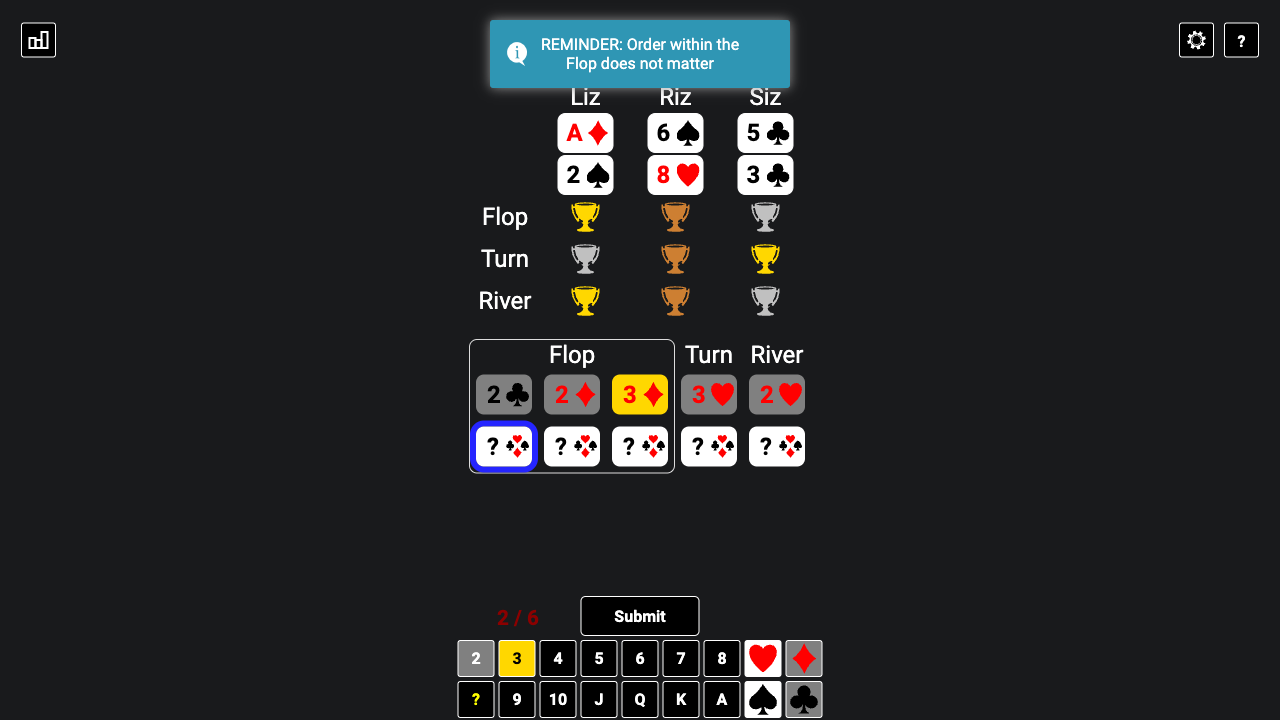 REMINDER: Order within the
Flop does not matter
?
Liz Riz Siz
A 6 5
2 8 3
Flop
Turn
River
Flop Turn River
2 2 3 3 2
? ? ? ? ?
2 / 6 Submit
2 3 4 5 6 7 8
? 9 10 J Q K A